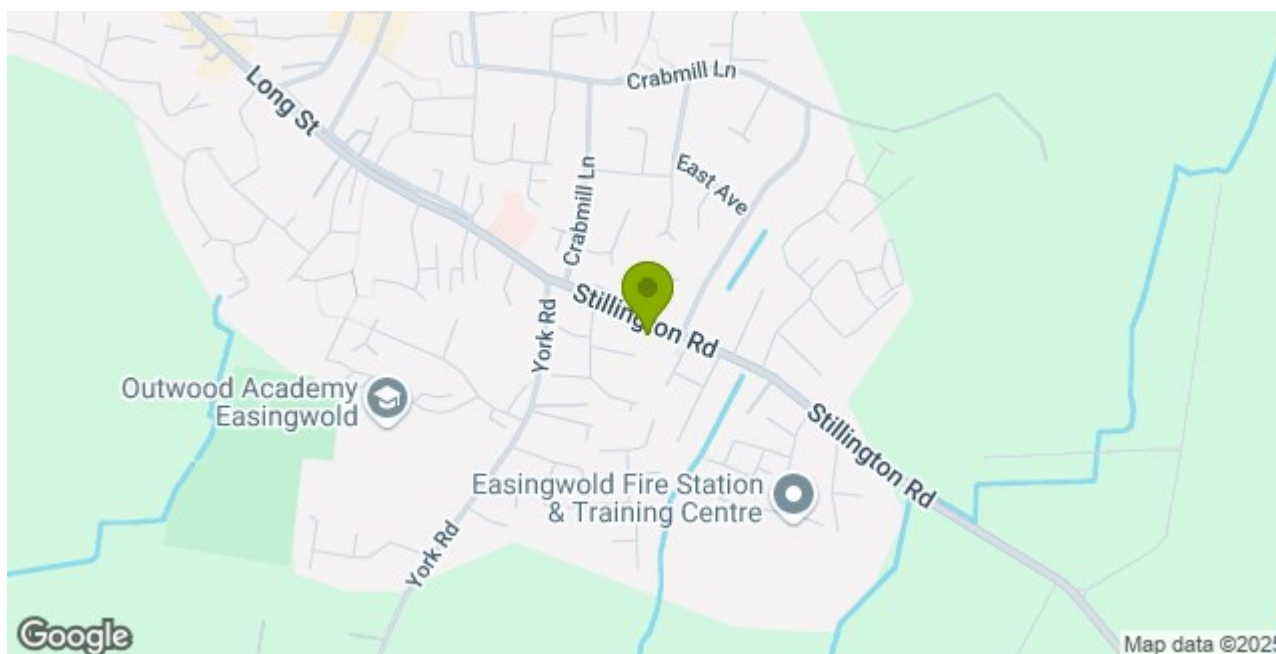 Crabmill Ln
Long St
East Ave
Crabmill Ln
Stillington Rd
York Rd
Outwood Academy
Easingwold
Stillington Rd
Easingwold Fire Station
& Training Centre
York Rd
Google
Map data ©2025